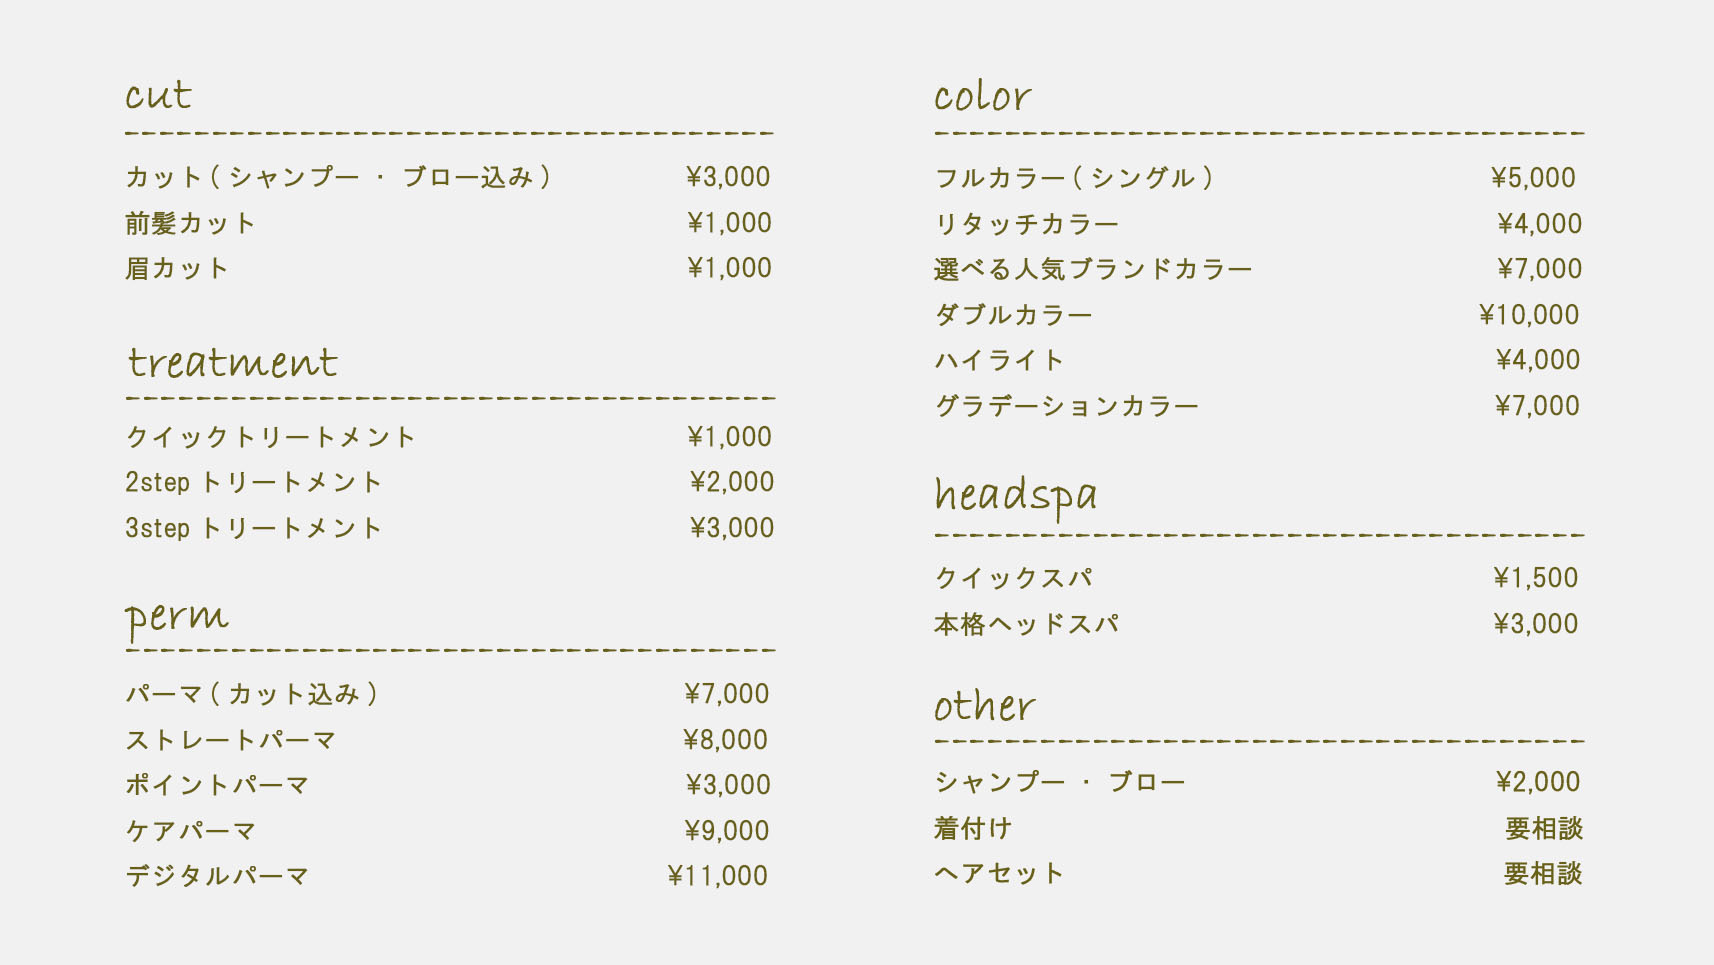 cut
カット ( シャンプー ・ ブロー込み ) ¥3,000
前髪カット ¥1,000
眉カット ¥1,000
treatment
クイックトリートメント ¥1,000
2step トリートメント ¥2,000
3step トリートメント ¥3,000
perm
パーマ ( カット込み ) ¥7,000
ストレートパーマ ¥8,000
ポイントパーマ ¥3,000
ケアパーマ ¥9,000
デジタルパーマ ¥11,000
color
フルカラー ( シングル ) ¥5,000
リタッチカラー ¥4,000
選べる人気ブランドカラー ¥7,000
ダブルカラー ¥10,000
ハイライト ¥4,000
グラデーションカラー ¥7,000
headspa
クイックスパ ¥1,500
本格ヘッドスパ ¥3,000
other
シャンプー ・ ブロー ¥2,000
着付け 要相談
ヘアセット 要相談